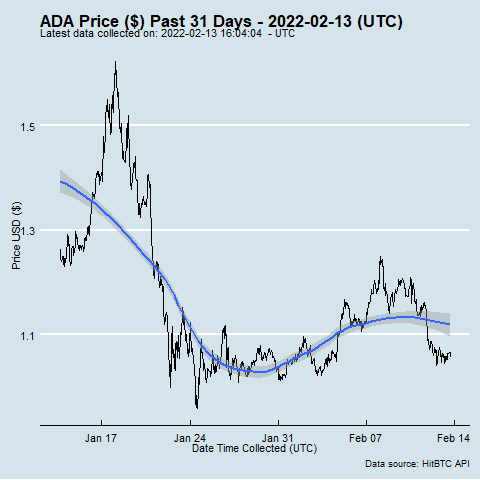 ADA Price ($) Past 31 Days - 2022-02-13 (UTC)
Latest data collected on: 2022-02-13 16:04:04 - UTC
1.5
1.3
1.1
Price USD ($)
Jan 17 Jan 24 Jan 31 Feb 07 Feb 14
Date Time Collected (UTC)
Data source: HitBTC API